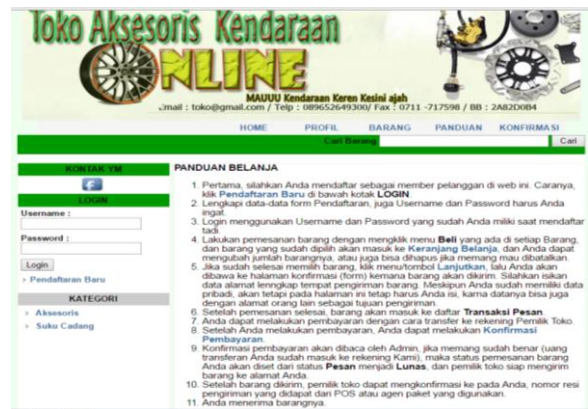 Toko Aksesoris Kendaraan
ONLINE
MAUUU Kendaraan Keren Kesini ajah
.mail : toko@gmail.com / Telp : 089652649300/ Fax : 0711 -717598 / BB : 2A82D0B4
HOME PROFIL BARANG PANDUAN KONFIRMASI
Cari Barang Cari
KONTAK YM
f
LOGIN
Username :
Password :
Login
Pendaftaran Baru
KATEGORI
Aksesoris
Suku Cadang
PANDUAN BELANJA
1. Pertama, silahkan Anda mendaftar sebagai member pelanggan di web ini. Caranya,
klik Pendaftaran Baru di bawah kotak LOGIN.
2. Lengkapi data-data form Pendaftaran, juga Username dan Password harus Anda
ingat.
3. Login menggunakan Username dan Password yang sudah Anda miliki saat mendaftar
tadi.
4. Lakukan pemesanan barang dengan mengklik menu Beli yang ada di setiap Barang,
dan barang yang sudah dipilih akan masuk ke Keranjang Belanja, dan Anda dapat
mengubah jumlah barangnya, atau juga bisa dihapus jika memang mau dibatalkan.
5. Jika sudah selesai memilih barang, klik menu/tombol Lanjutkan, lalu Anda akan
dibawa ke halaman konfirmasi (form) kemana barang akan dikirim. Silahkan isikan
data alamat lenngkap tempat pengiriman barang. Meskipun Anda sudah memiliki data
pribadi, akan tetapi pada halaman ini tetap harus Anda isi, karna datanya bisa juga
dengan alamat orang lain sebagai tujuan pengiriman.
6. Setelah pemesanan selesai, barang akan masuk ke daftar Transaksi Pesan.
7. Anda dapat melakukan pembayaran dengan cara transfer ke rekening Pemilik Toko.
8. Setelah Anda melakukan pembayaran, Anda dapat melakukan Konfirmasi
Pembayaran.
9. Konfirmasi pembayaran akan dibaca oleh Admin, jika memang sudah benar (uang
transferan Anda sudah masuk ke rekening Kami), maka status pemesanan barang
Anda akan diset dari status Pesan menjadi Lunas, dan pemilik toko siap mengirim
barang ke alamat Anda.
10. Setelah barang dikirim, pemilik toko dapat mengkonfirmasi ke pada Anda, nomor resi
pengiriman yang didapat dari POS atau agen paket yang digunakan.
11. Anda menerima barangnya.